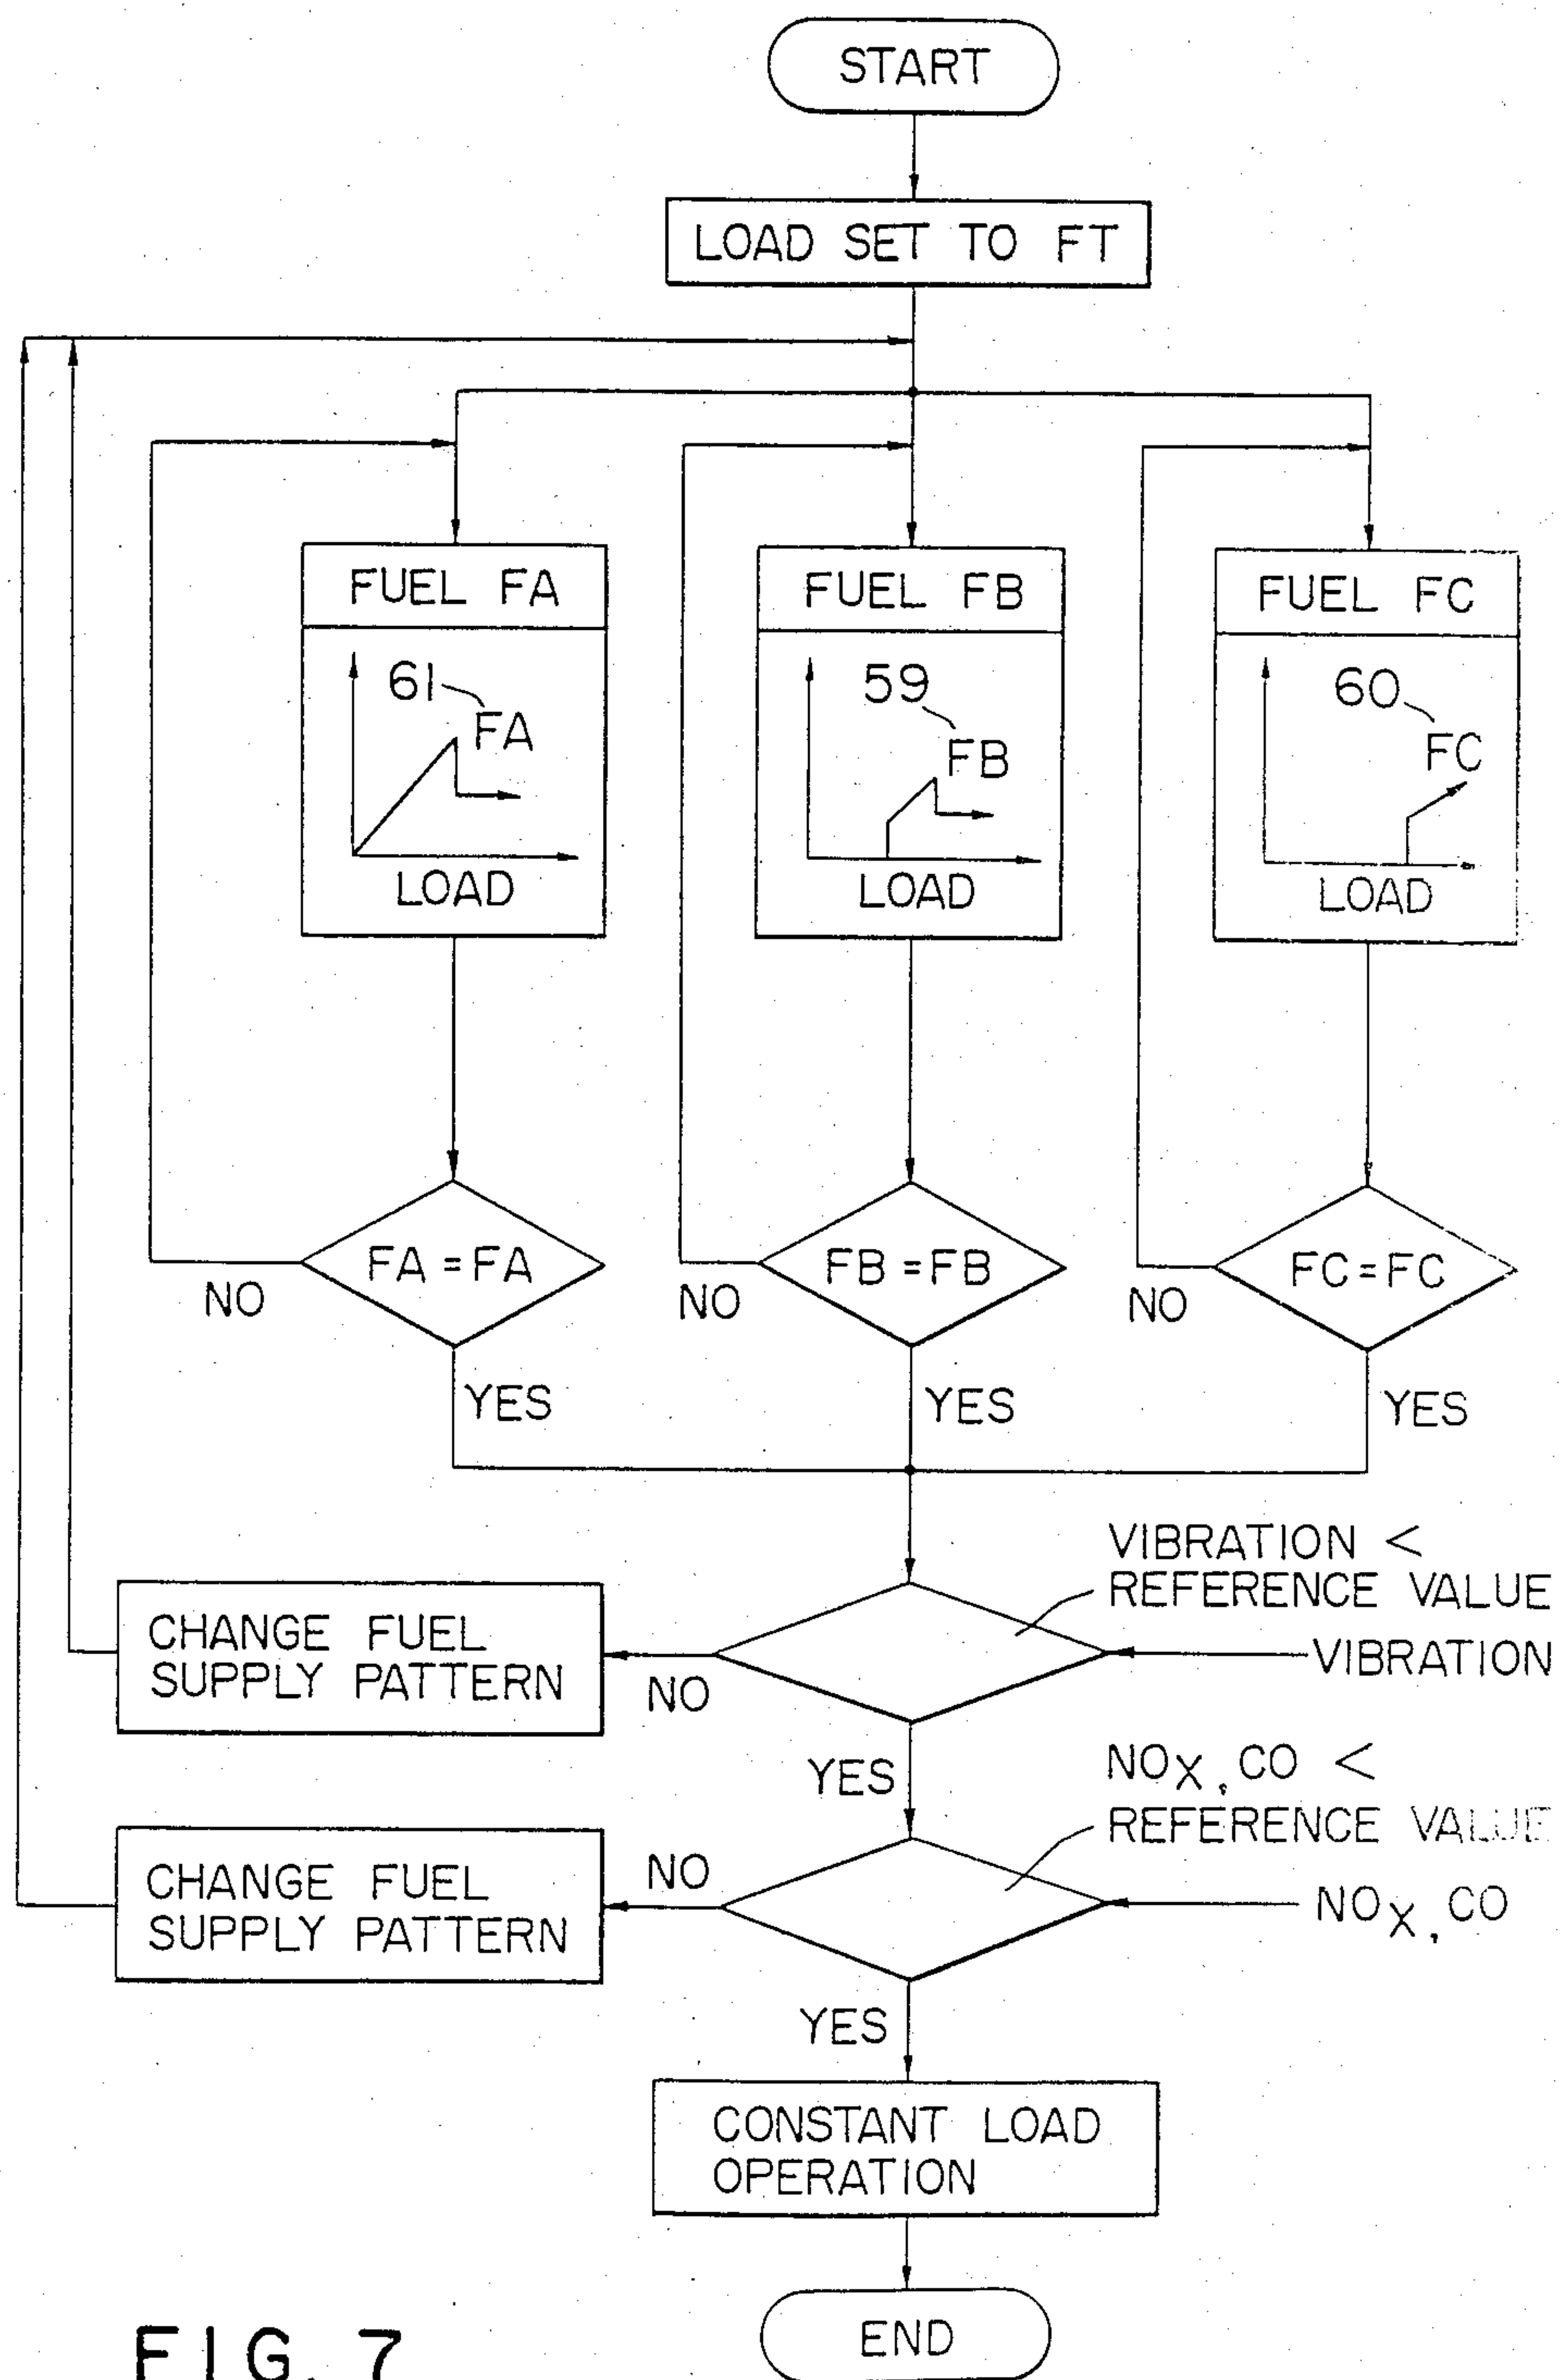 START
LOAD SET TO FT
FUEL FA
61
FA
LOAD
FUEL FB
59
FB
LOAD
FUEL FC
60
FC
LOAD
FA = FA
NO
YES
FB = FB
NO
YES
FC = FC
NO
YES
VIBRATION <
REFERENCE VALUE
VIBRATION
CHANGE FUEL
SUPPLY PATTERN
NO
YES
NOX, CO <
REFERENCE VALUE
NOX, CO
CHANGE FUEL
SUPPLY PATTERN
NO
YES
CONSTANT LOAD
OPERATION
END
FIG. 7